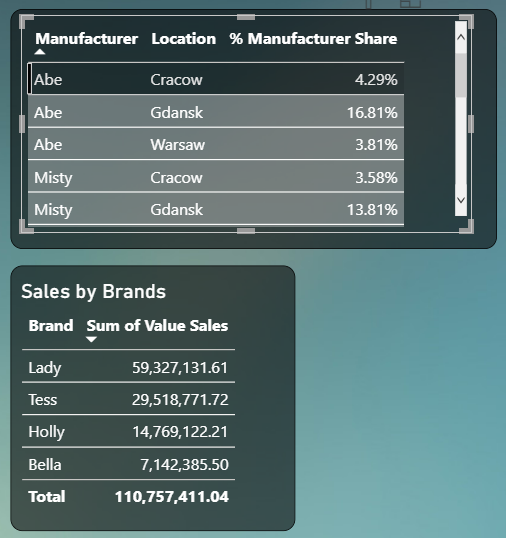 Manufacturer Location % Manufacturer Share
Abe Cracow 4.29%
Abe Gdansk 16.81%
Abe Warsaw 3.81%
Misty Cracow 3.58%
Misty Gdansk 13.81%
Sales by Brands
Brand Sum of Value Sales
Lady 59,327,131.61
Tess 29,518,771.72
Holly 14,769,122.21
Bella 7,142,385.50
Total 110,757,411.04